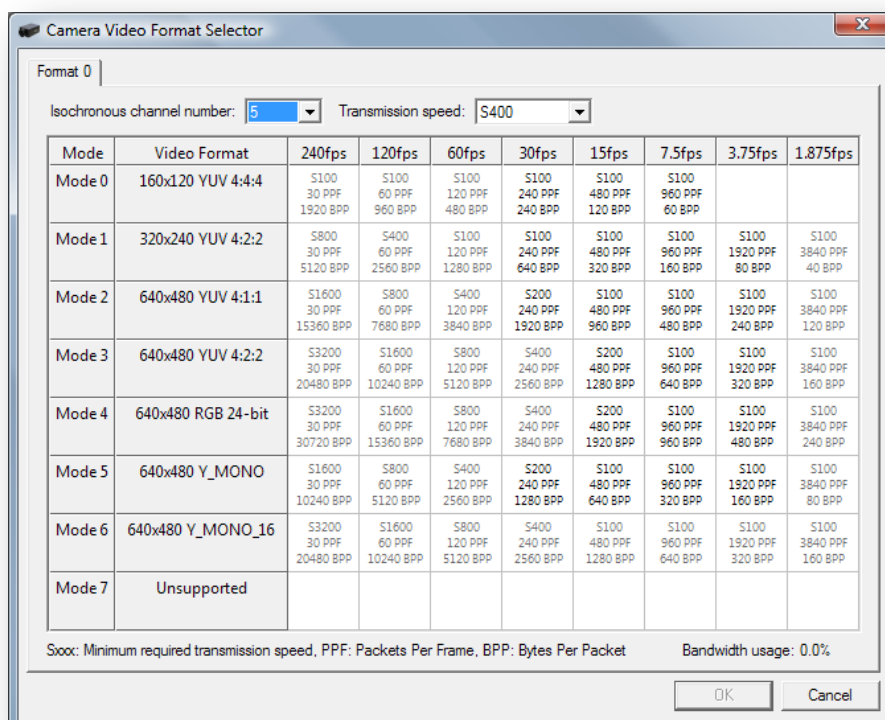 Camera Video Format Selector
Format 0
Isochronous channel number: 5 Transmission speed: S400
Mode Video Format 240fps 120fps 60fps 30fps 15fps 7.5fps 3.75fps 1.875fps
Mode 0 160x120 YUV 4:4:4 S100 S100 S100 S100 S100 S100
30 PPF 60 PPF 120 PPF 240 PPF 480 PPF 960 PPF
1920 BPP 960 BPP 480 BPP 240 BPP 120 BPP 60 BPP
Mode 1 320x240 YUV 4:2:2 S800 S400 S100 S100 S100 S100 S100 S100
30 PPF 60 PPF 120 PPF 240 PPF 480 PPF 960 PPF 1920 PPF 3840 PPF
5120 BPP 2560 BPP 1280 BPP 640 BPP 320 BPP 160 BPP 80 BPP 40 BPP
Mode 2 640x480 YUV 4:1:1 S1600 S800 S400 S200 S100 S100 S100 S100
30 PPF 60 PPF 120 PPF 240 PPF 480 PPF 960 PPF 1920 PPF 3840 PPF
15360 BPP 7680 BPP 3840 BPP 1920 BPP 960 BPP 480 BPP 240 BPP 120 BPP
Mode 3 640x480 YUV 4:2:2 S3200 S1600 S800 S400 S200 S100 S100 S100
30 PPF 60 PPF 120 PPF 240 PPF 480 PPF 960 PPF 1920 PPF 3840 PPF
20480 BPP 10240 BPP 5120 BPP 2560 BPP 1280 BPP 640 BPP 320 BPP 160 BPP
Mode 4 640x480 RGB 24-bit S3200 S1600 S800 S400 S200 S100 S100 S100
30 PPF 60 PPF 120 PPF 240 PPF 480 PPF 960 PPF 1920 PPF 3840 PPF
30720 BPP 15360 BPP 7680 BPP 3840 BPP 1920 BPP 960 BPP 480 BPP 240 BPP
Mode 5 640x480 Y_MONO S1600 S800 S400 S200 S100 S100 S100 S100
30 PPF 60 PPF 120 PPF 240 PPF 480 PPF 960 PPF 1920 PPF 3840 PPF
10240 BPP 5120 BPP 2560 BPP 1280 BPP 640 BPP 320 BPP 160 BPP 80 BPP
Mode 6 640x480 Y_MONO_16 S3200 S1600 S800 S400 S100 S100 S100 S100
30 PPF 60 PPF 120 PPF 240 PPF 480 PPF 960 PPF 1920 PPF 3840 PPF
20480 BPP 10240 BPP 5120 BPP 2560 BPP 1280 BPP 640 BPP 320 BPP 160 BPP
Mode 7 Unsupported
Sxxx: Minimum required transmission speed, PPF: Packets Per Frame, BPP: Bytes Per Packet Bandwidth usage: 0.0%
OK Cancel